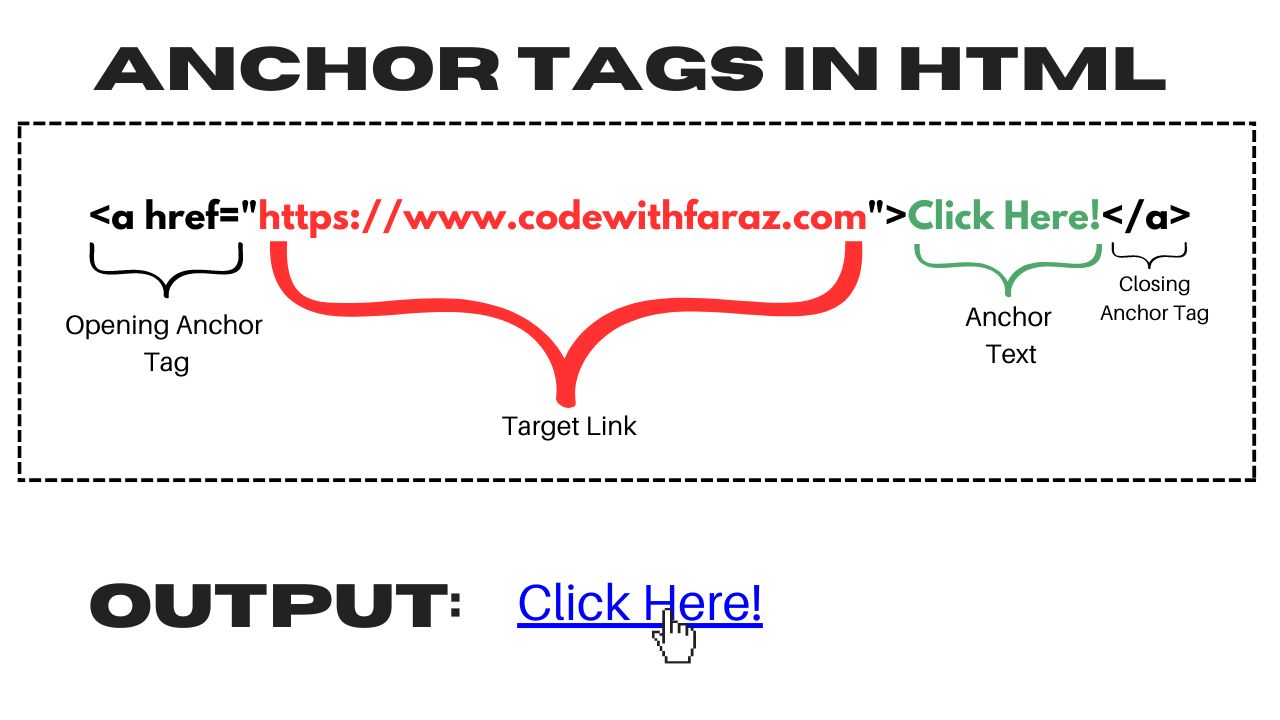 ANCHOR TAGS IN HTML
<a href="https://www.codewithfaraz.com">Click Here!</a>
Opening Anchor
Tag
Target Link
Anchor
Text
Closing
Anchor Tag
OUTPUT: Click Here!